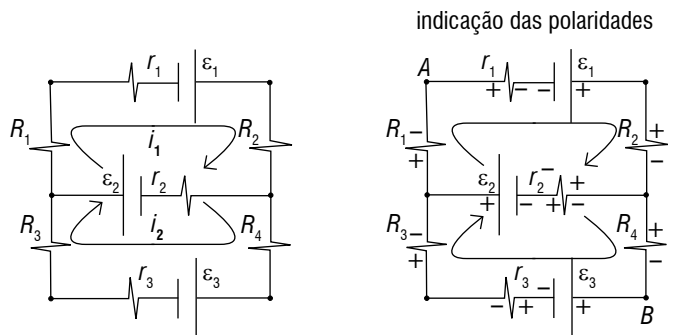 indicação das polaridades
r1 ε1
R1 R2
i1
ε2 r2
R3 i2 R4
r3 ε3
A r1 ε1
+ − − +
R1 − + R2 + −
ε2 r2 −
+ − + + −
R3 − + R4 + −
r3 ε3
− + − + B